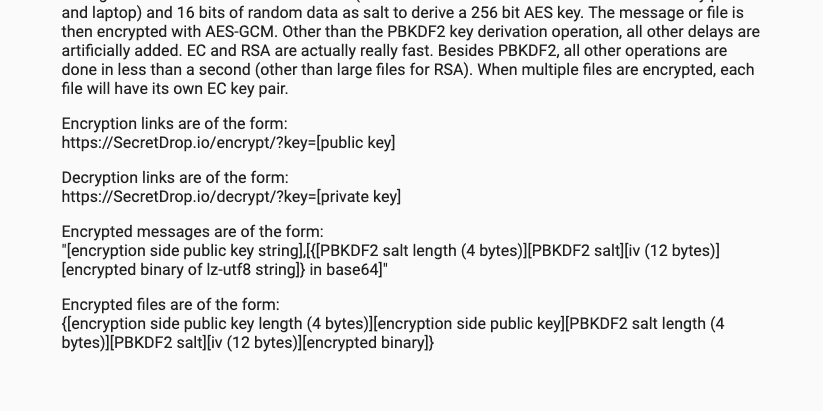 and laptop) and 16 bits of random data as salt to derive a 256 bit AES key. The message or file is
then encrypted with AES-GCM. Other than the PBKDF2 key derivation operation, all other delays are
artificially added. EC and RSA are actually really fast. Besides PBKDF2, all other operations are
done in less than a second (other than large files for RSA). When multiple files are encrypted, each
file will have its own EC key pair.
Encryption links are of the form:
https://SecretDrop.io/encrypt/?key=[public key]
Decryption links are of the form:
https://SecretDrop.io/decrypt/?key=[private key]
Encrypted messages are of the form:
"[encryption side public key string],[{[PBKDF2 salt length (4 bytes)][PBKDF2 salt][iv (12 bytes)]
[encrypted binary of lz-utf8 string]} in base64]"
Encrypted files are of the form:
{[encryption side public key length (4 bytes)][encryption side public key][PBKDF2 salt length (4
bytes)][PBKDF2 salt][iv (12 bytes)][encrypted binary]}